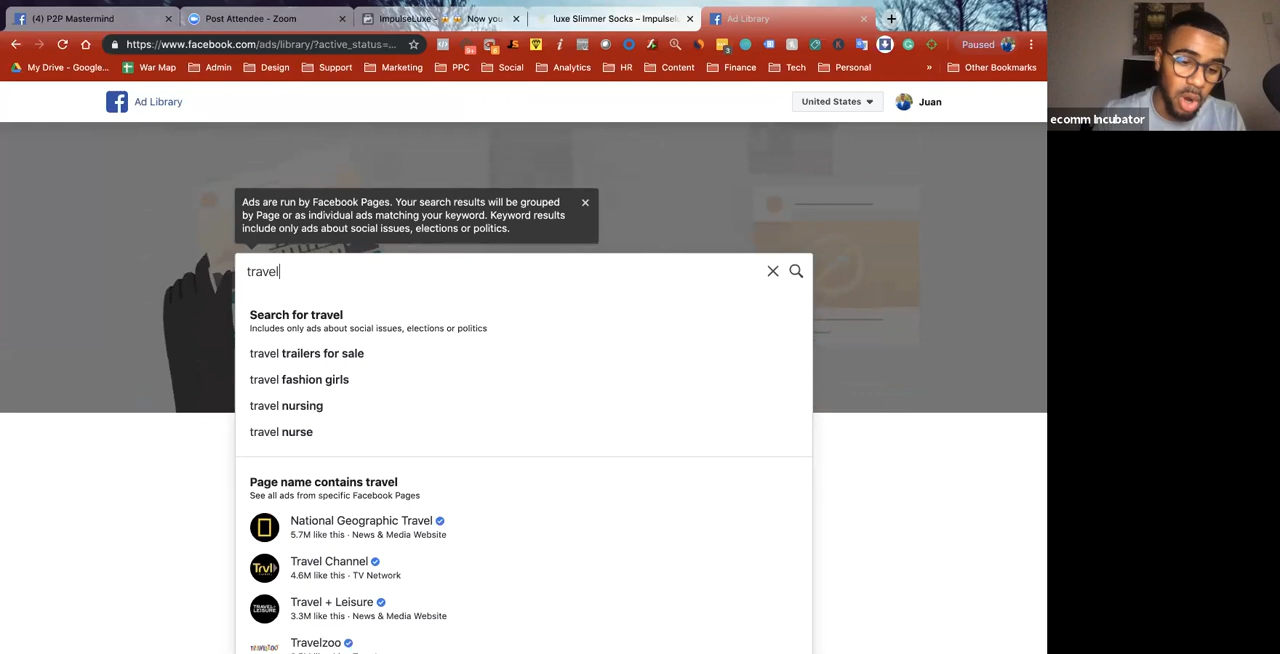 (4) P2P Mastermind
Post Attendee - Zoom
ImpulseLuxe - Now you
luxe Slimmer Socks – Impulsel
Ad Library
https://www.facebook.com/ads/library/?active_status=...
Paused
My Drive - Google...
War Map
Admin
Design
Support
Marketing
PPC
Social
Analytics
HR
Content
Finance
Tech
Personal
»
Other Bookmarks
Ad Library
United States
Juan
ecomm Incubator
Ads are run by Facebook Pages. Your search results will be grouped
by Page or as individual ads matching your keyword. Keyword results
include only ads about social issues, elections or politics.
travel
Search for travel
Includes only ads about social issues, elections or politics
travel trailers for sale
travel fashion girls
travel nursing
travel nurse
Page name contains travel
See all ads from specific Facebook Pages
National Geographic Travel
5.7M like this · News & Media Website
Travel Channel
4.6M like this · TV Network
Travel + Leisure
3.3M like this · News & Media Website
Travelzoo